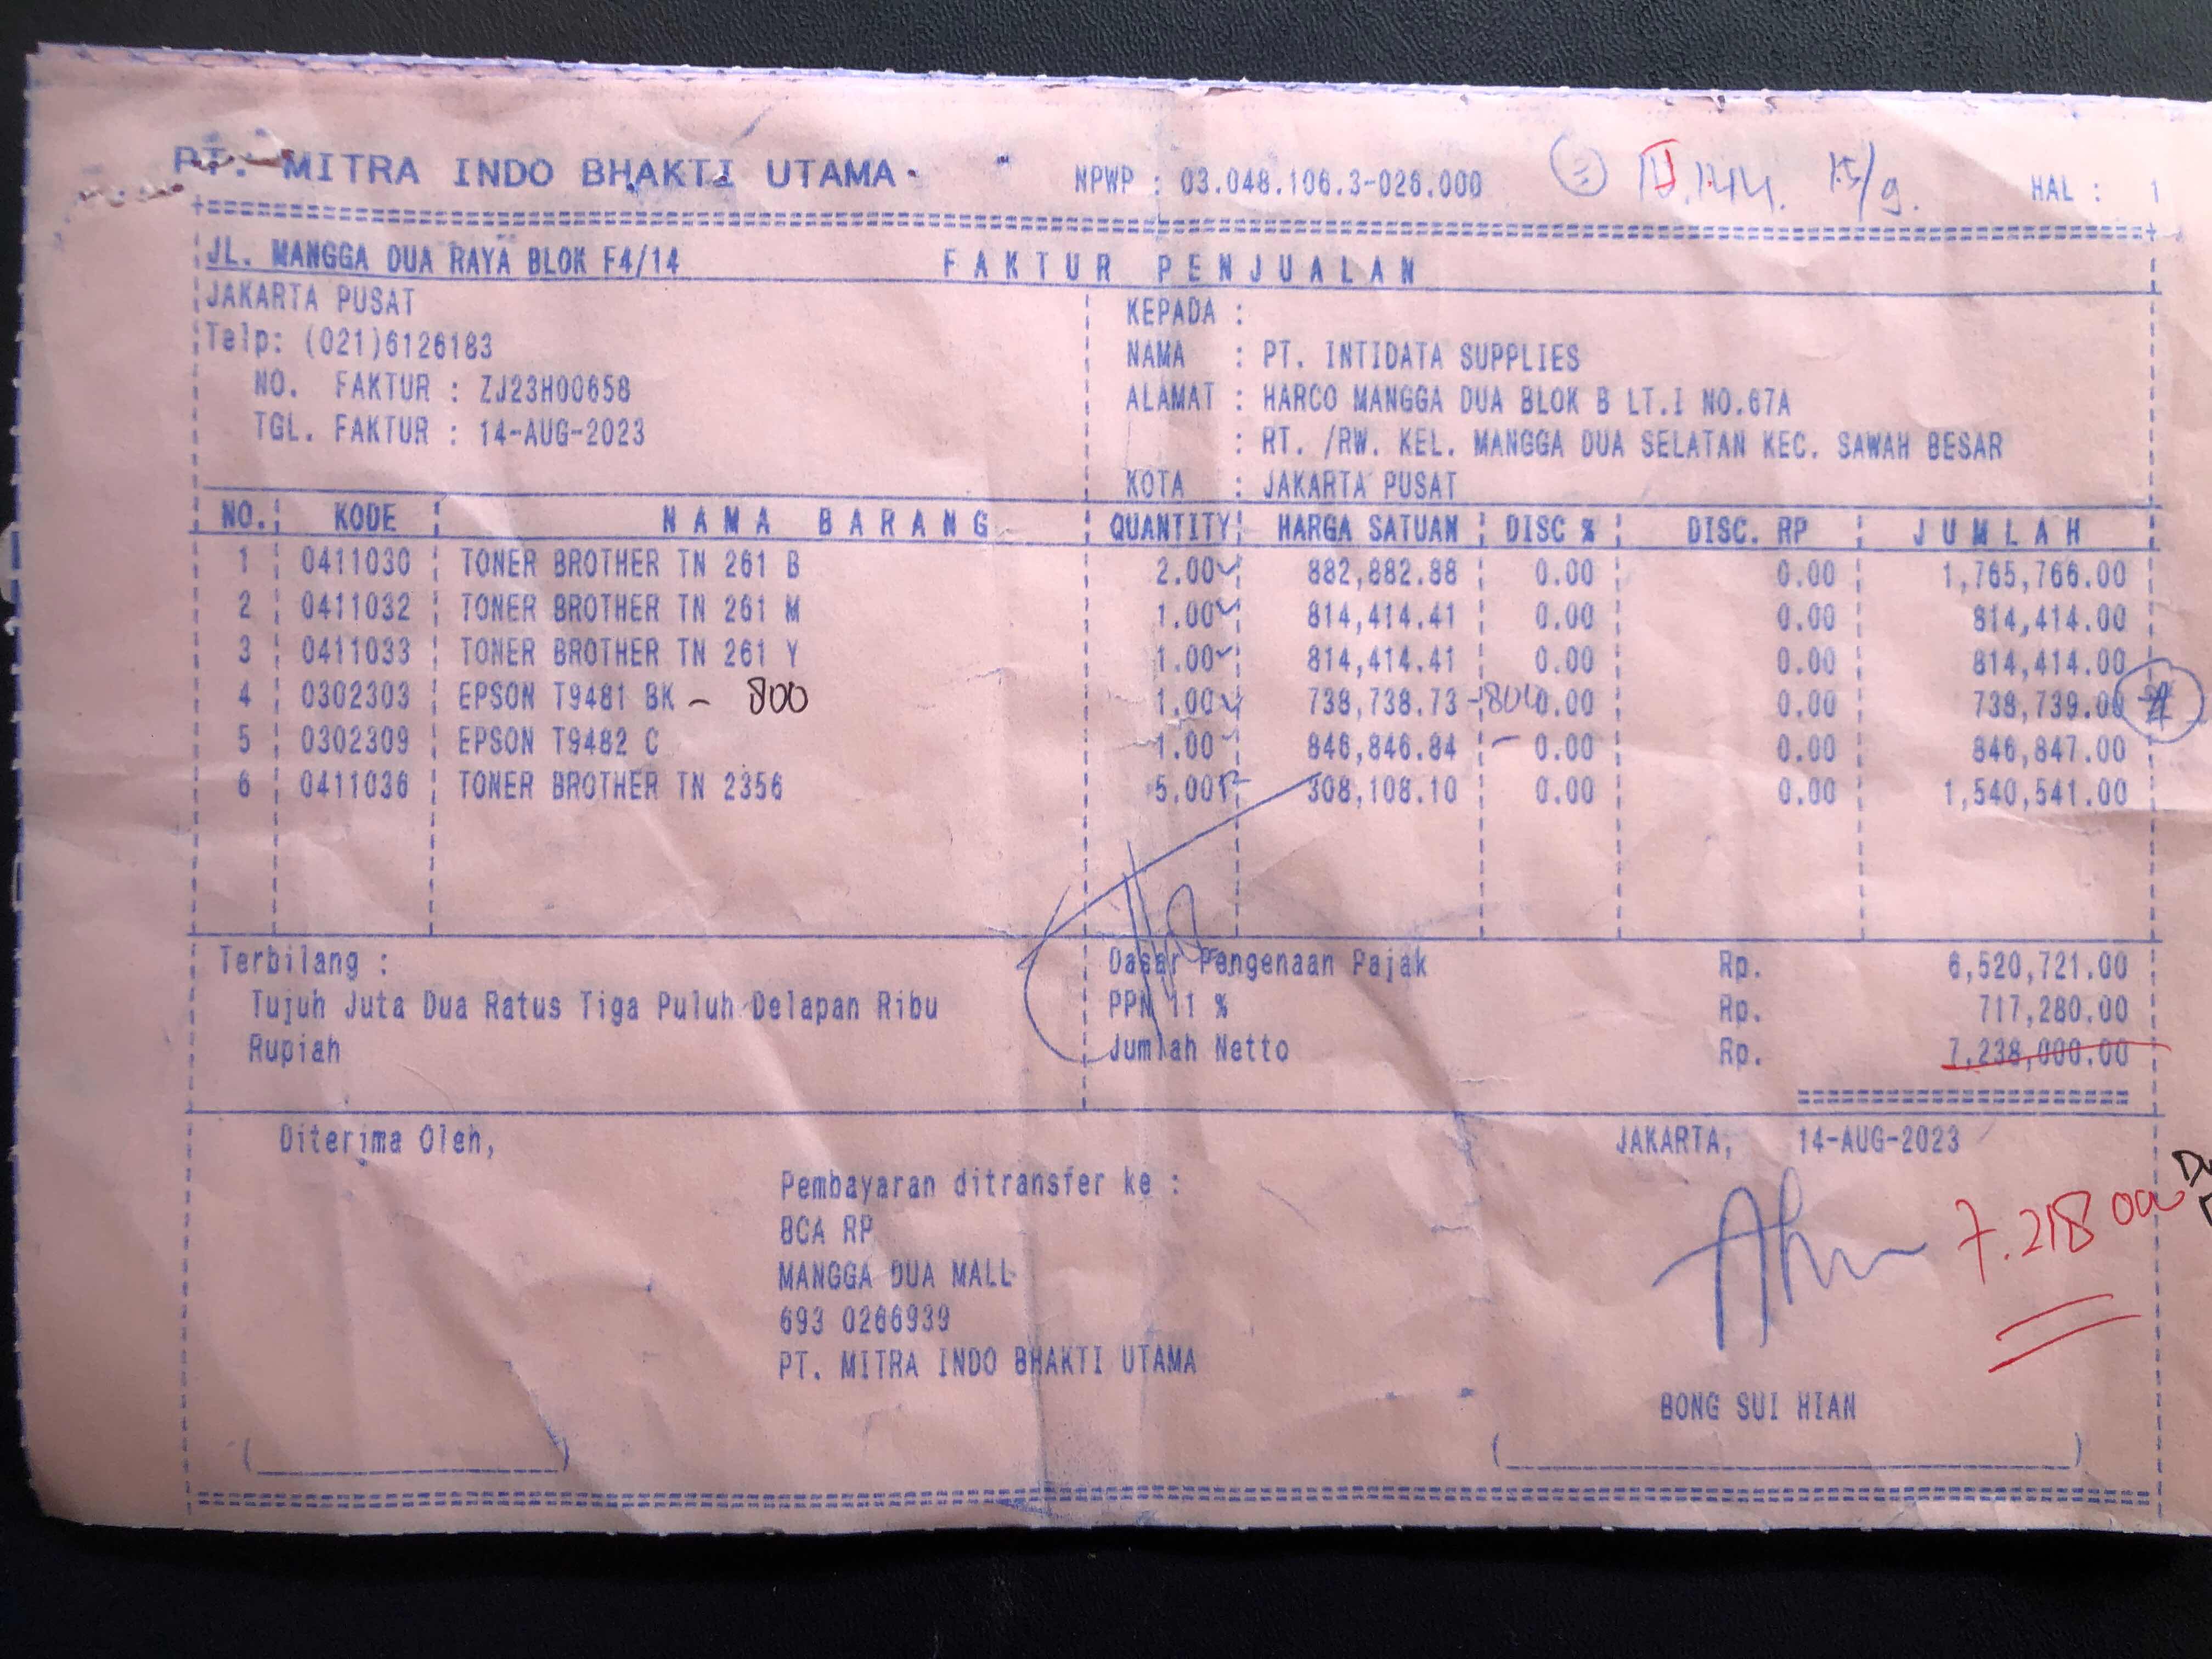 PT. MITRA INDO BHAKTI UTAMA NPWP : 03.048.106.3-026.000 HAL : 1
JL. MANGGA DUA RAYA BLOK F4/14 FAKTUR PENJUALAN
JAKARTA PUSAT KEPADA :
Telp: (021)6126183 NAMA : PT. INTIDATA SUPPLIES
NO. FAKTUR : ZJ23H00658 ALAMAT : HARCO MANGGA DUA BLOK B LT.I NO.67A
TGL. FAKTUR : 14-AUG-2023 : RT. /RW. KEL. MANGGA DUA SELATAN KEC. SAWAH BESAR
KOTA : JAKARTA PUSAT
NO. KODE NAMA BARANG QUANTITY HARGA SATUAN DISC % DISC. RP JUMLAH
1 0411030 TONER BROTHER TN 261 B 2.00 882,882.88 0.00 0.00 1,765,766.00
2 0411032 TONER BROTHER TN 261 M 1.00 814,414.41 0.00 0.00 814,414.00
3 0411033 TONER BROTHER TN 261 Y 1.00 814,414.41 0.00 0.00 814,414.00
4 0302303 EPSON T9481 BK - 800 1.00 738,738.73 -800 0.00 0.00 738,739.00
5 0302309 EPSON T9482 C 1.00 846,846.84 0.00 0.00 846,847.00
6 0411036 TONER BROTHER TN 2356 5.00 308,108.10 0.00 0.00 1,540,541.00
Terbilang : Dasar Pengenaan Pajak Rp. 6,520,721.00
Tujuh Juta Dua Ratus Tiga Puluh Delapan Ribu PPN 11 % Rp. 717,280.00
Rupiah Jumlah Netto Rp. 7,238,000.00
Diterima Oleh, JAKARTA, 14-AUG-2023
Pembayaran ditransfer ke :
BCA RP
7.218
MANGGA DUA MALL
693 0266939
PT. MITRA INDO BHAKTI UTAMA
BONG SUI HIAN